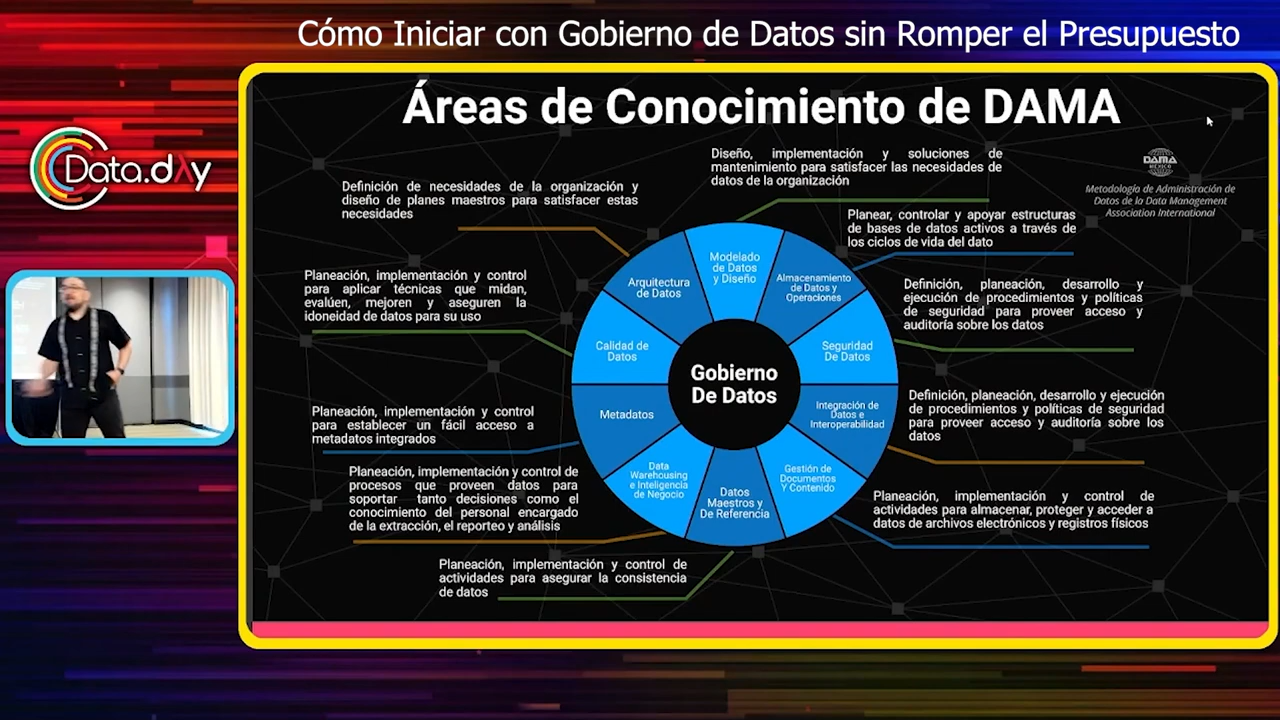 Cómo Iniciar con Gobierno de Datos sin Romper el Presupuesto
Data.dAy
Áreas de Conocimiento de DAMA
DAMA
MÉXICO
Metodología de Administración de
Datos de la Data Management
Association International
Diseño, implementación y soluciones de
mantenimiento para satisfacer las necesidades de
datos de la organización
Definición de necesidades de la organización y
diseño de planes maestros para satisfacer estas
necesidades
Planear, controlar y apoyar estructuras
de bases de datos activos a través de
los ciclos de vida del dato
Planeación, implementación y control
para aplicar técnicas que midan,
evalúen, mejoren y aseguren la
idoneidad de datos para su uso
Definición, planeación, desarrollo y
ejecución de procedimientos y políticas
de seguridad para proveer acceso y
auditoría sobre los datos
Planeación, implementación y control
para establecer un fácil acceso a
metadatos integrados
Definición, planeación, desarrollo y ejecución
de procedimientos y políticas de seguridad
para proveer acceso y auditoría sobre los
datos
Planeación, implementación y control de
procesos que proveen datos para
soportar tanto decisiones como el
conocimiento del personal encargado
de la extracción, el reporteo y análisis
Planeación, implementación y control de
actividades para almacenar, proteger y acceder a
datos de archivos electrónicos y registros físicos
Planeación, implementación y control de
actividades para asegurar la consistencia
de datos
Modelado
de Datos
y Diseño
Almacenamiento
de Datos y
Operaciones
Seguridad
De Datos
Integración de
Datos e
Interoperabilidad
Gestión de
Documentos
Y Contenido
Datos
Maestros y
De Referencia
Data
Warehousing
e Inteligencia
de Negocio
Metadatos
Calidad de
Datos
Arquitectura
de Datos
Gobierno
De Datos